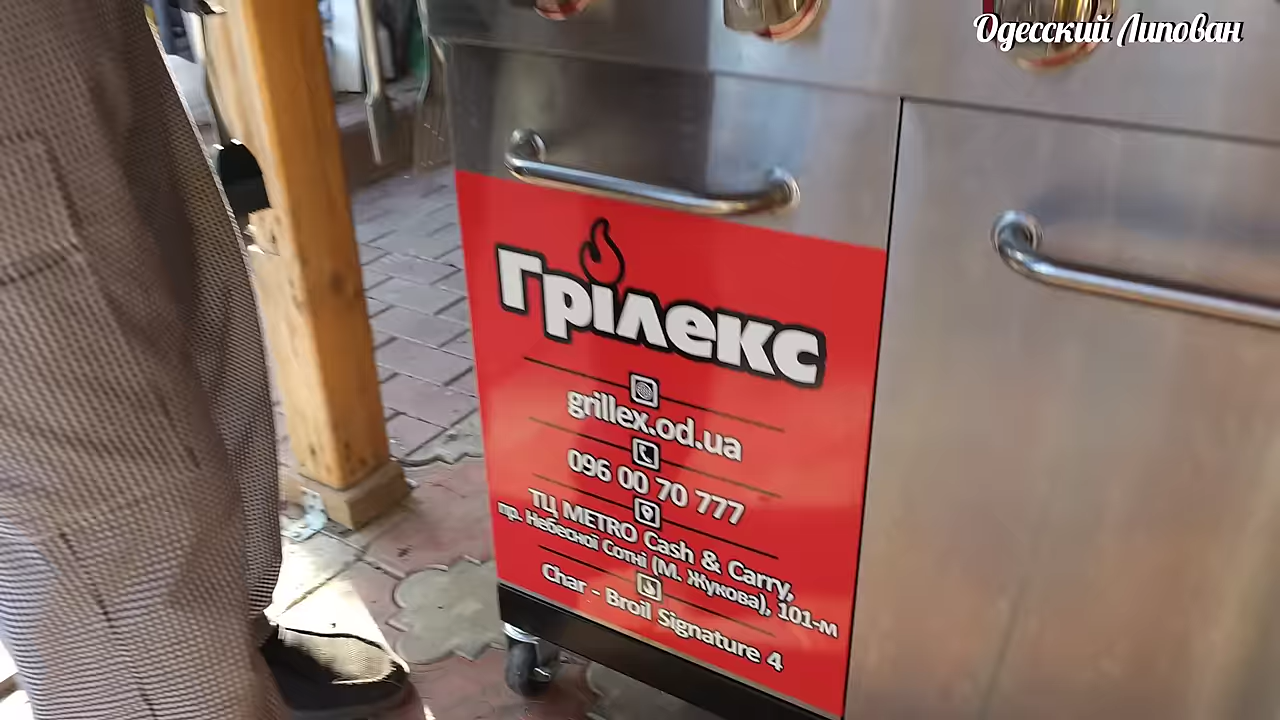 Одесский Липован
Грілекс
grillex.od.ua
096 00 70 777
ТЦ METRO Cash & Carry,
пр. Небесної Сотні (М. Жукова), 101-м
Char - Broil Signature 4